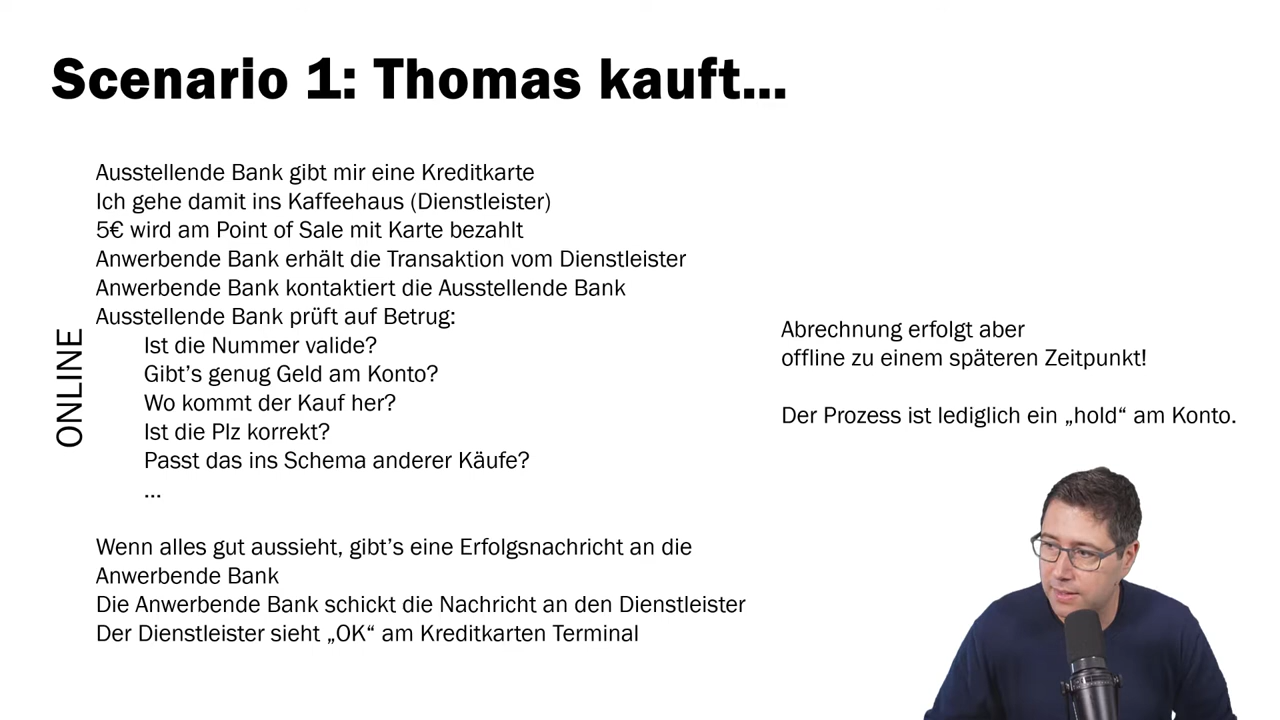 Scenario 1: Thomas kauft...
Ausstellende Bank gibt mir eine Kreditkarte
Ich gehe damit ins Kaffeehaus (Dienstleister)
5€ wird am Point of Sale mit Karte bezahlt
Anwerbende Bank erhält die Transaktion vom Dienstleister
Anwerbende Bank kontaktiert die Ausstellende Bank
Ausstellende Bank prüft auf Betrug:
Ist die Nummer valide?
Gibt’s genug Geld am Konto?
Wo kommt der Kauf her?
Ist die Plz korrekt?
Passt das ins Schema anderer Käufe?
...
Wenn alles gut aussieht, gibt’s eine Erfolgsnachricht an die
Anwerbende Bank
Die Anwerbende Bank schickt die Nachricht an den Dienstleister
Der Dienstleister sieht „OK“ am Kreditkarten Terminal
ONLINE
Abrechnung erfolgt aber
offline zu einem späteren Zeitpunkt!
Der Prozess ist lediglich ein „hold“ am Konto.